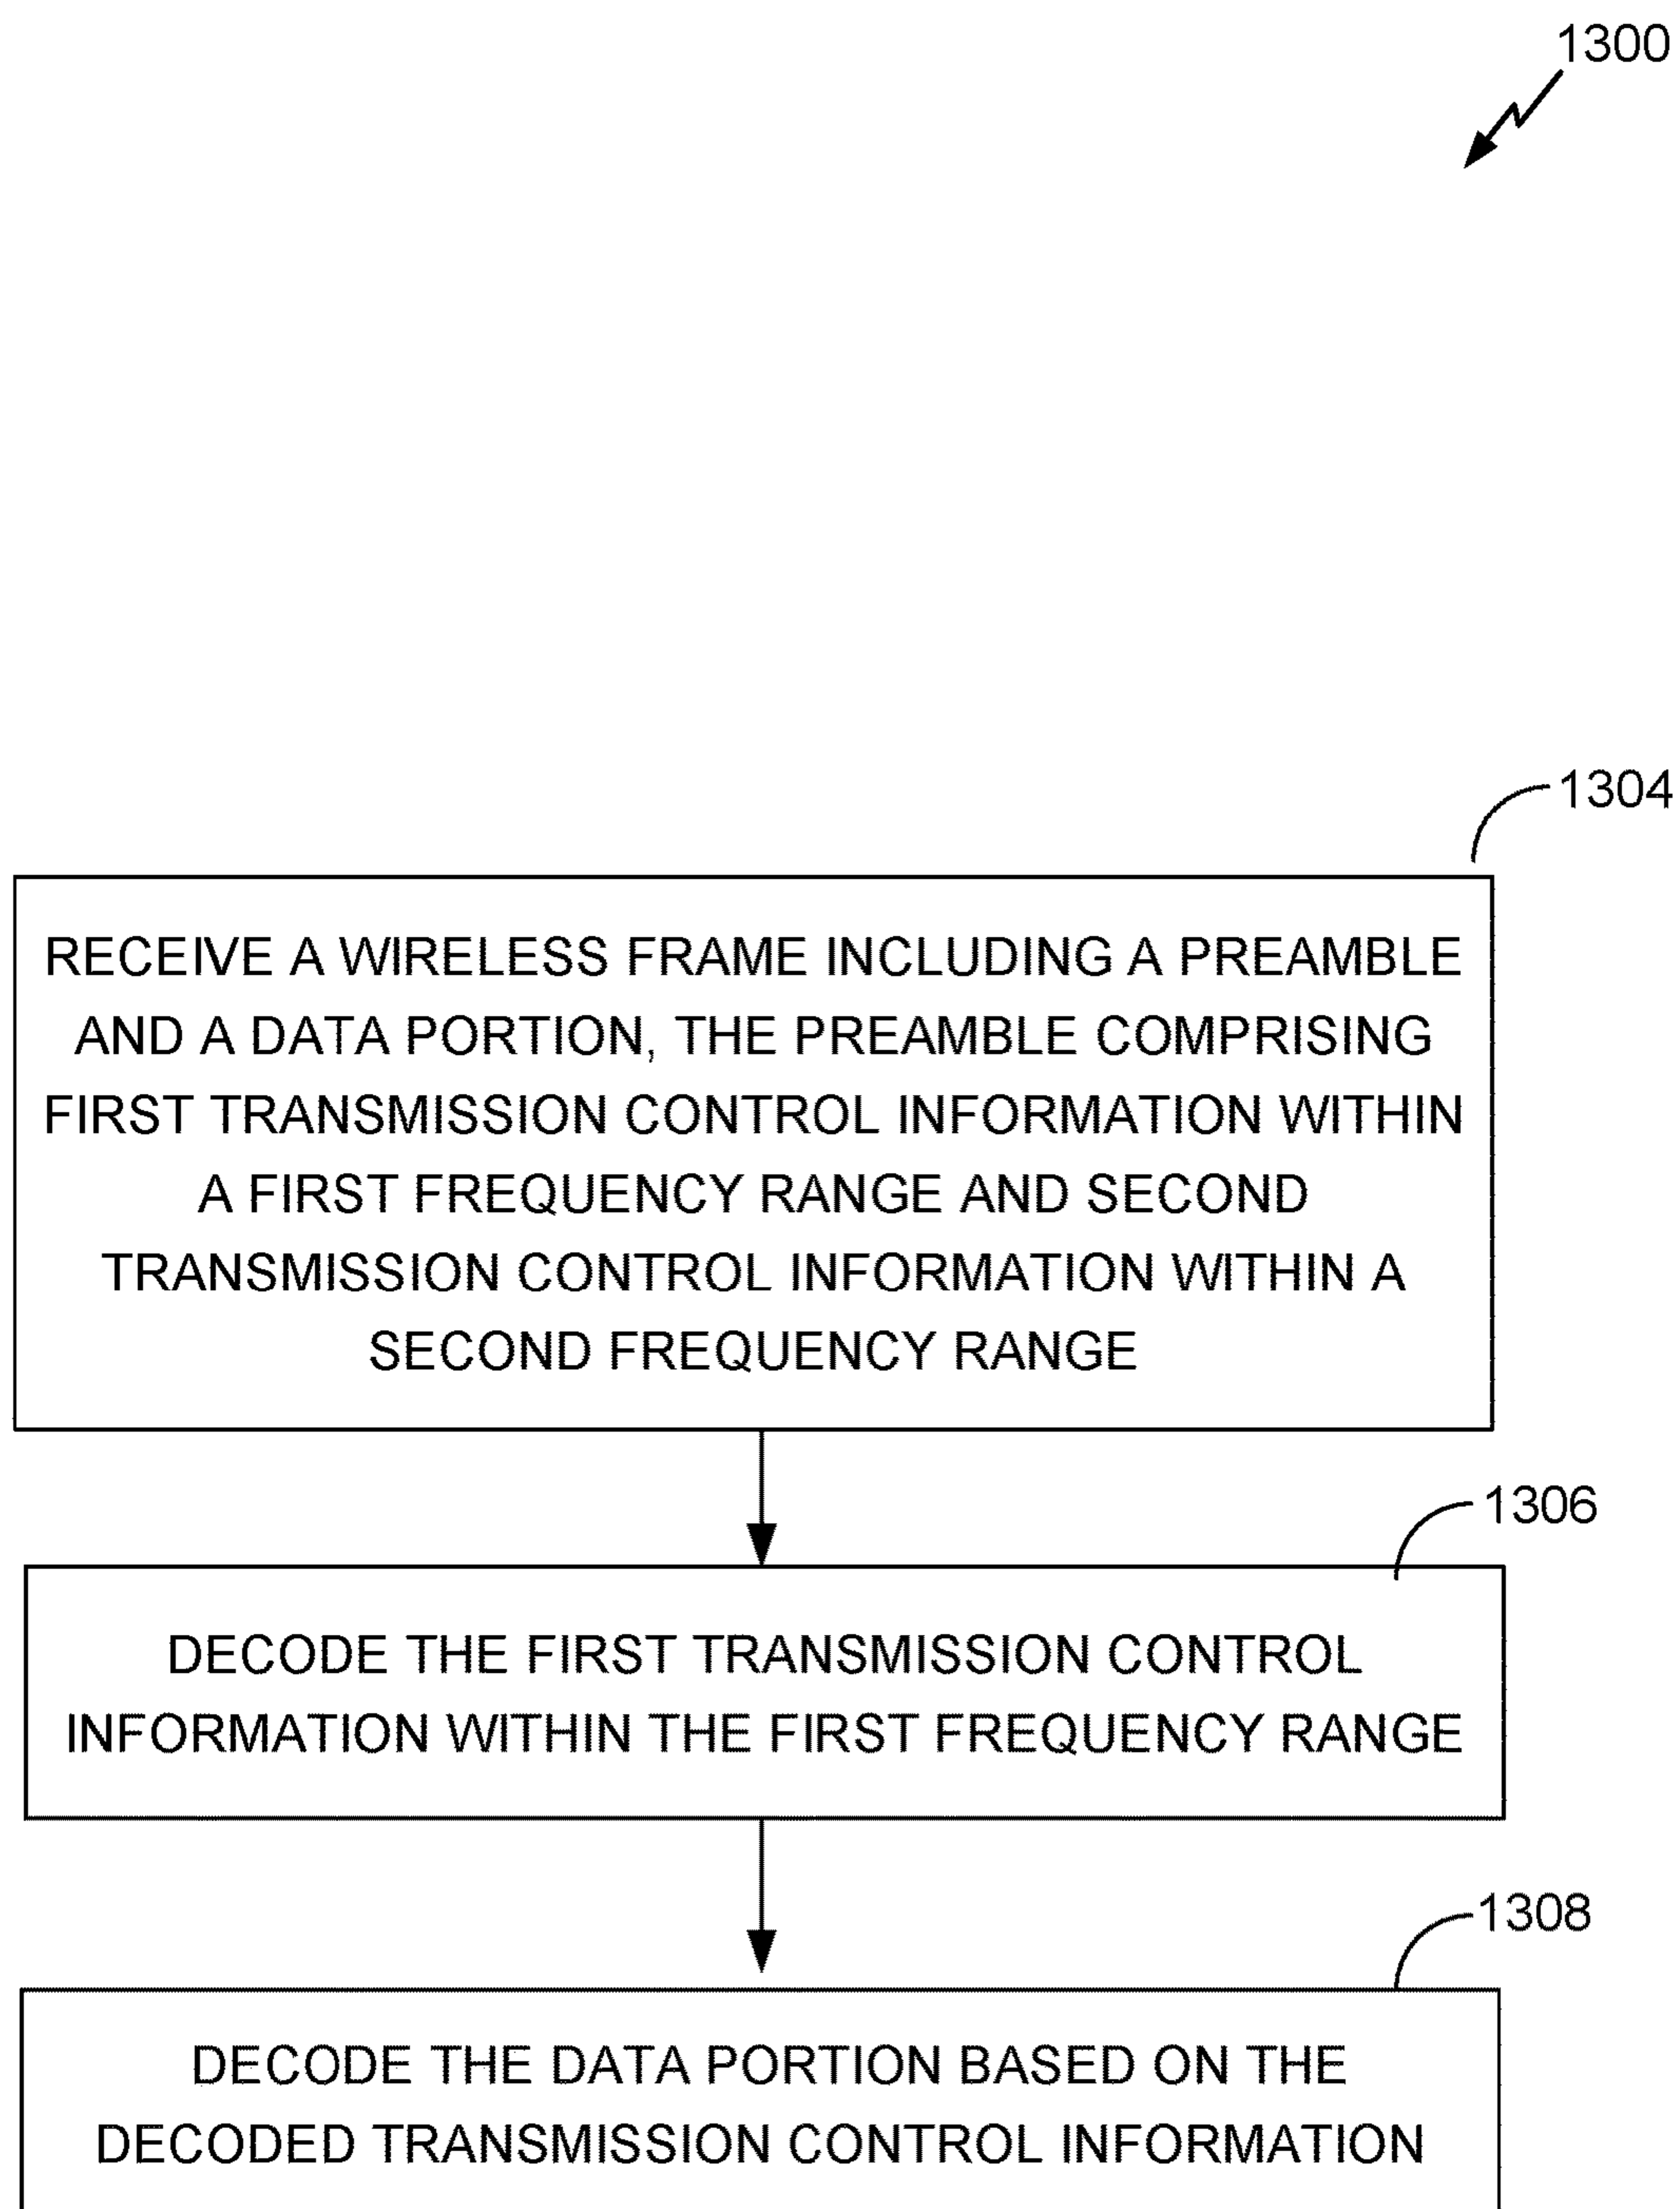 1300
1304
RECEIVE A WIRELESS FRAME INCLUDING A PREAMBLE
AND A DATA PORTION, THE PREAMBLE COMPRISING
FIRST TRANSMISSION CONTROL INFORMATION WITHIN
A FIRST FREQUENCY RANGE AND SECOND
TRANSMISSION CONTROL INFORMATION WITHIN A
SECOND FREQUENCY RANGE
1306
DECODE THE FIRST TRANSMISSION CONTROL
INFORMATION WITHIN THE FIRST FREQUENCY RANGE
1308
DECODE THE DATA PORTION BASED ON THE
DECODED TRANSMISSION CONTROL INFORMATION